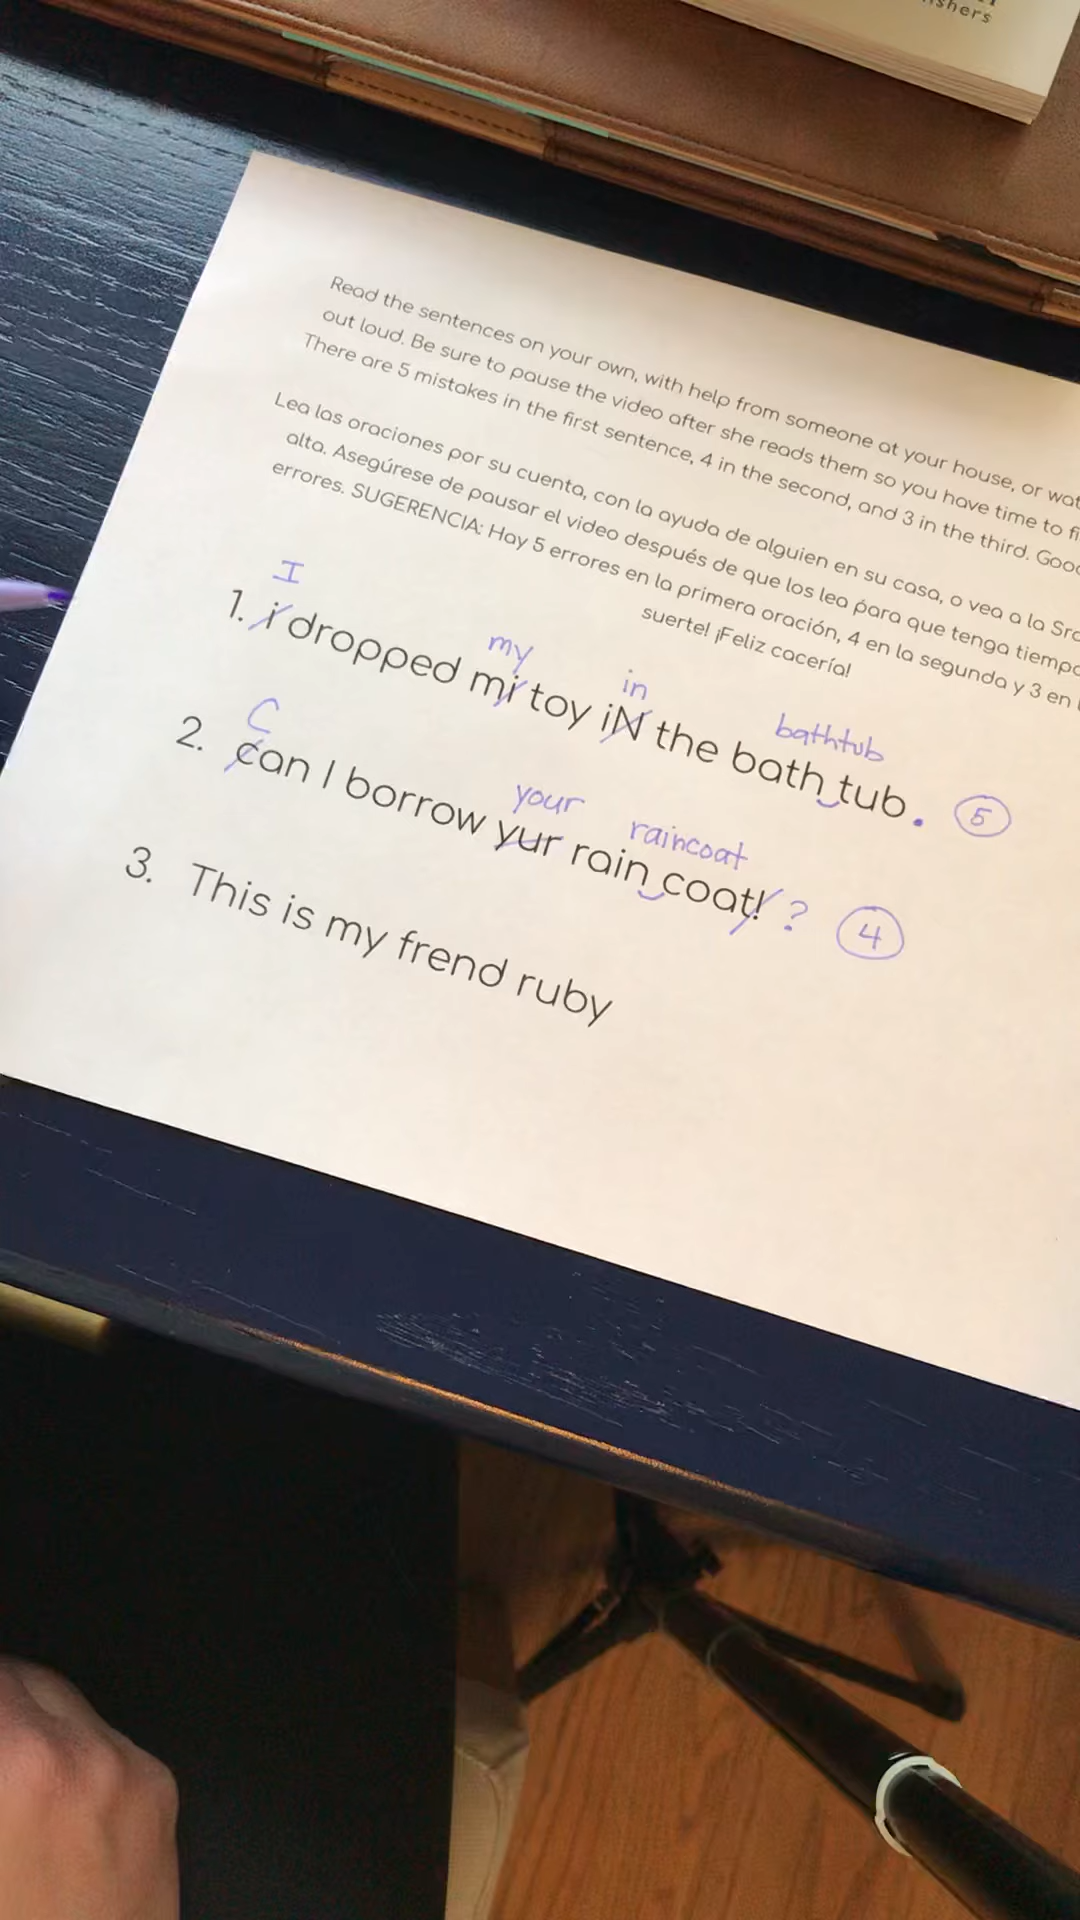 shers
Read the sentences on your own, with help from someone at your house, or
out loud. Be sure to pause the video after she reads them so you have time to
There are 5 mistakes in the first sentence, 4 in the second, and 3 in the third.
Lea las oraciones por su cuenta, con la ayuda de alguien en su casa, o vea a la
alta. Asegúrese de pausar el video después de que los lea para que tenga
errores. SUGERENCIA: Hay 5 errores en la primera oración, 4 en la segunda y 3 en
suerte! ¡Feliz cacería!
I my in bathtub
1. i dropped mi toy iN the bath tub. 5
C your raincoat
2. can I borrow yur rain coat! ? 4
3. This is my frend ruby